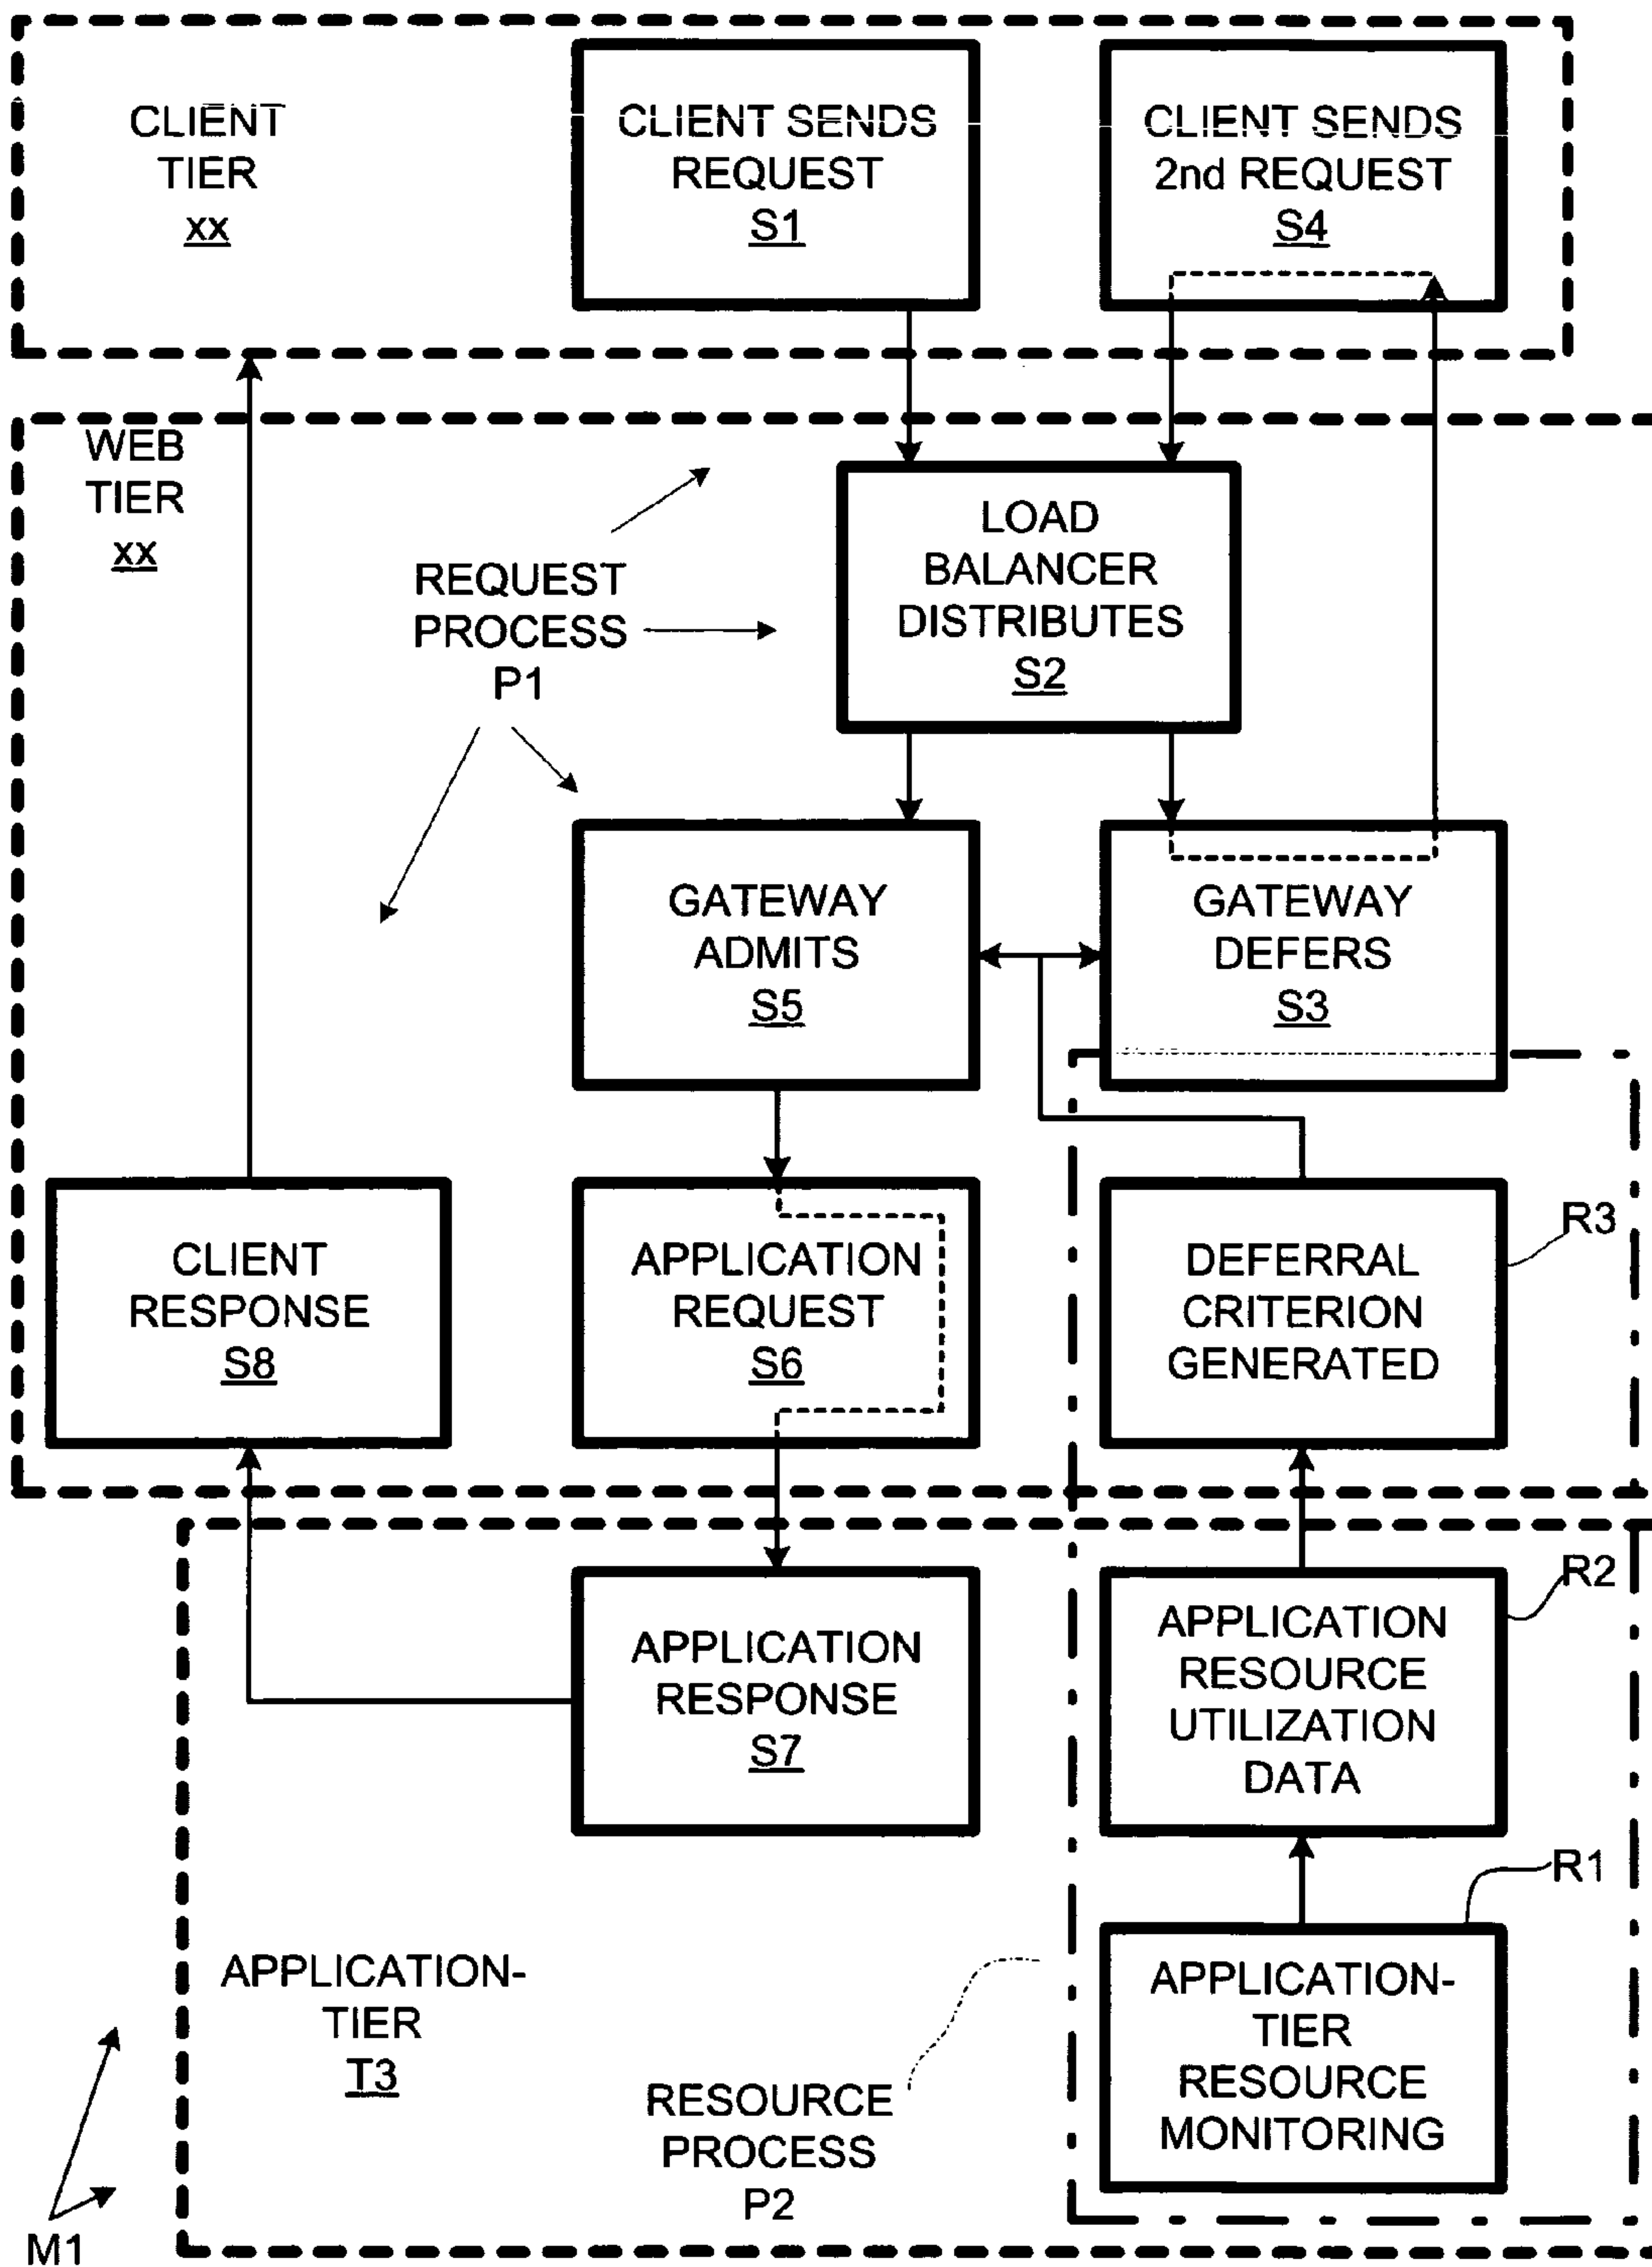 CLIENT
TIER
xx
CLIENT SENDS
REQUEST
S1
CLIENT SENDS
2nd REQUEST
S4
WEB
TIER
xx
REQUEST
PROCESS
P1
LOAD
BALANCER
DISTRIBUTES
S2
GATEWAY
ADMITS
S5
GATEWAY
DEFERS
S3
CLIENT
RESPONSE
S8
APPLICATION
REQUEST
S6
DEFERRAL
CRITERION
GENERATED
R3
APPLICATION
RESPONSE
S7
APPLICATION
RESOURCE
UTILIZATION
DATA
R2
R1
APPLICATION-
TIER
T3
RESOURCE
PROCESS
P2
APPLICATION-
TIER
RESOURCE
MONITORING
M1